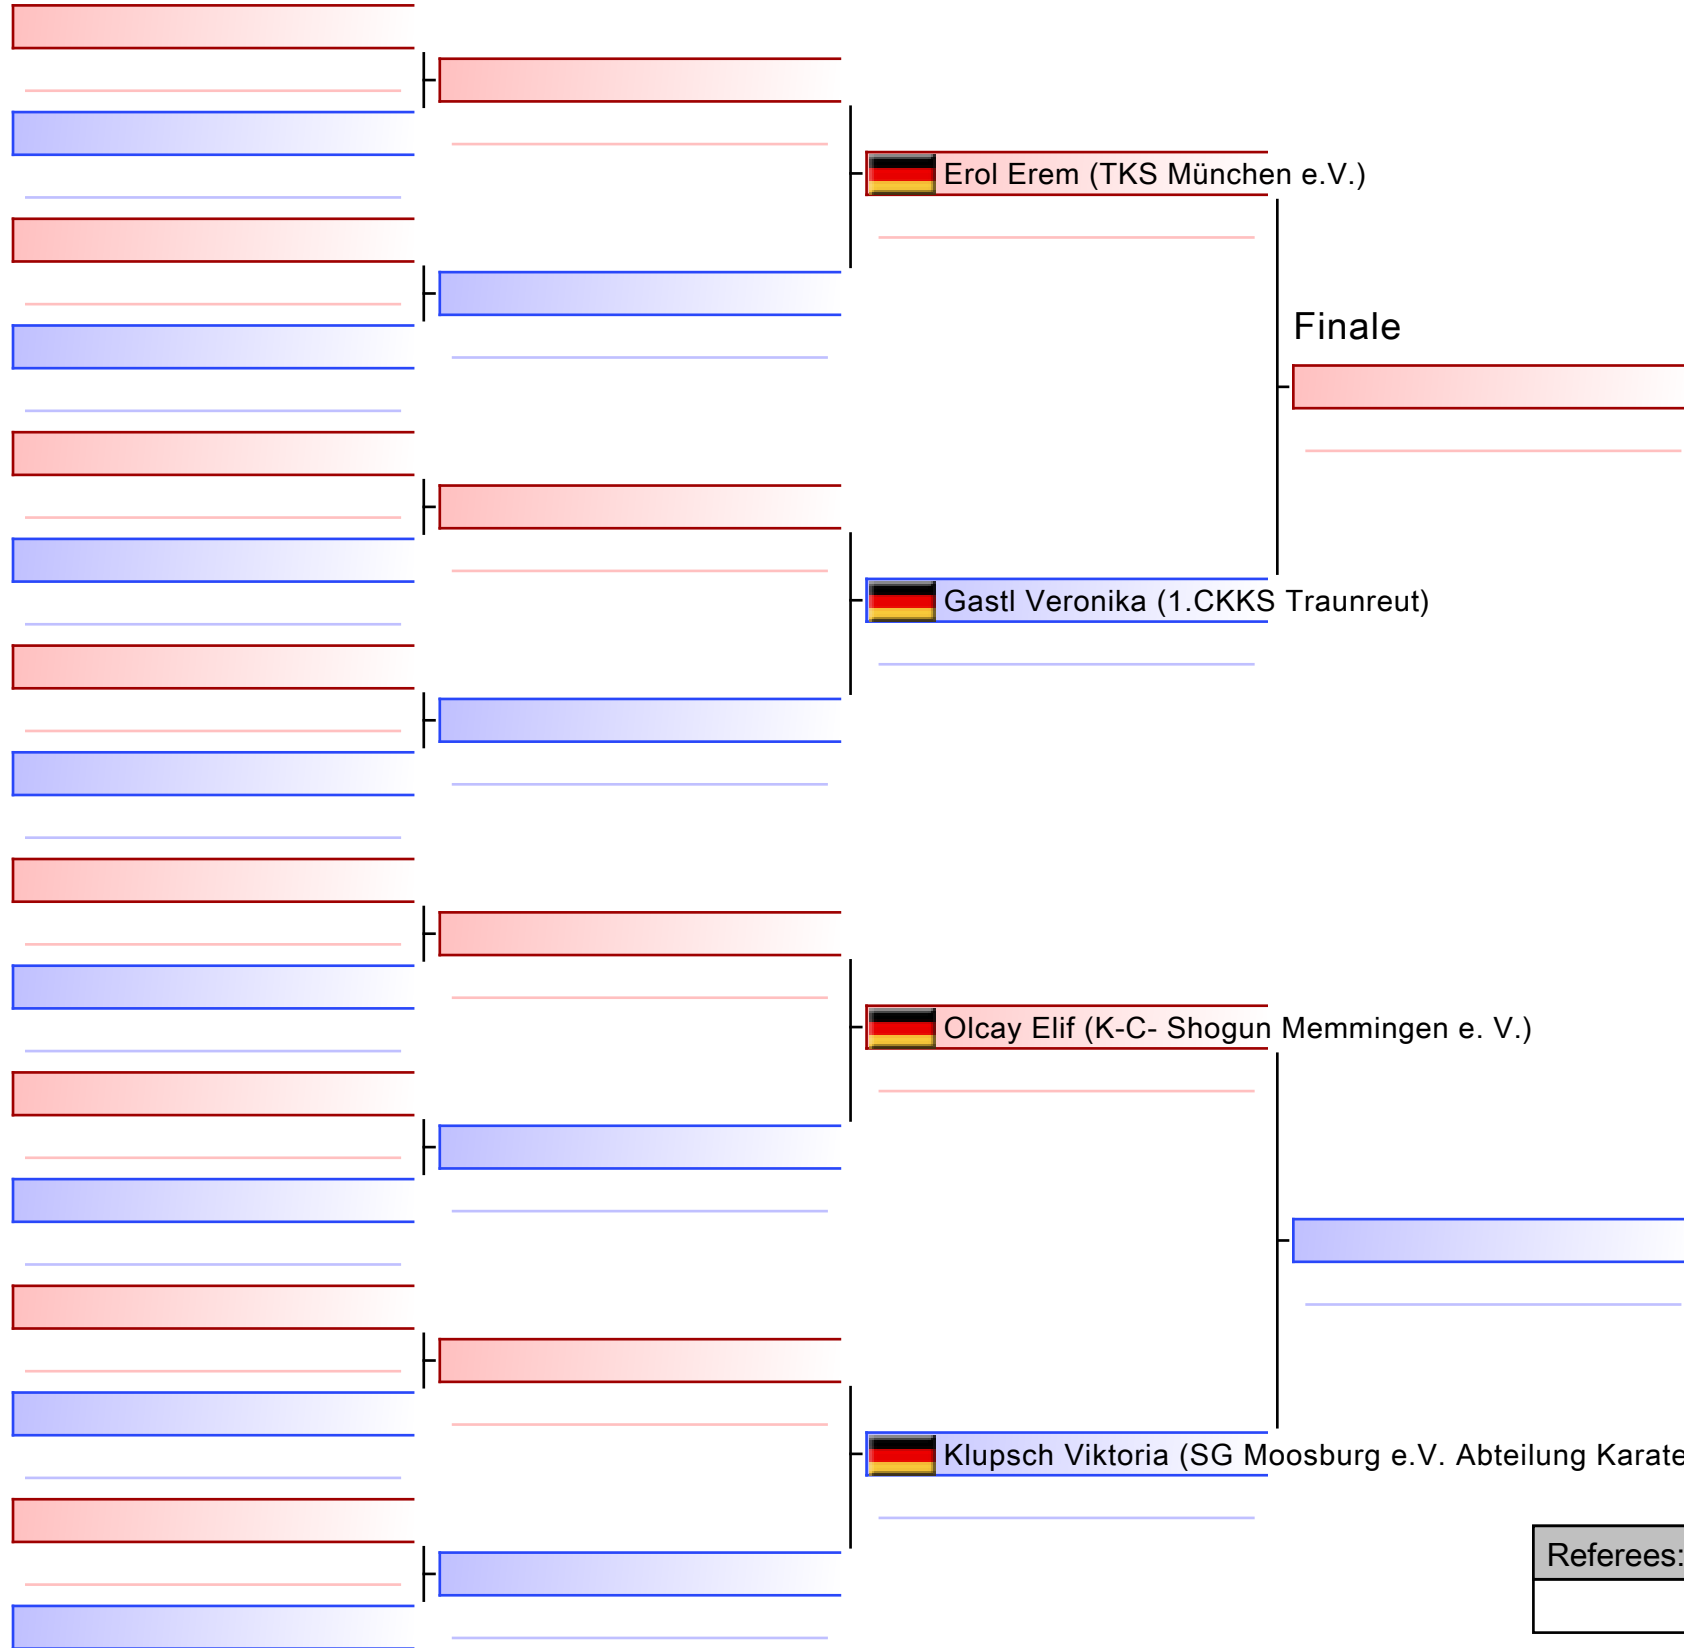 Erol Erem (TKS München e.V.)
Finale
Gastl Veronika (1.CKKS Traunreut)
Olcay Elif (K-C- Shogun Memmingen e. V.)
Klupsch Viktoria (SG Moosburg e.V. Abteilung Karate
Referees: